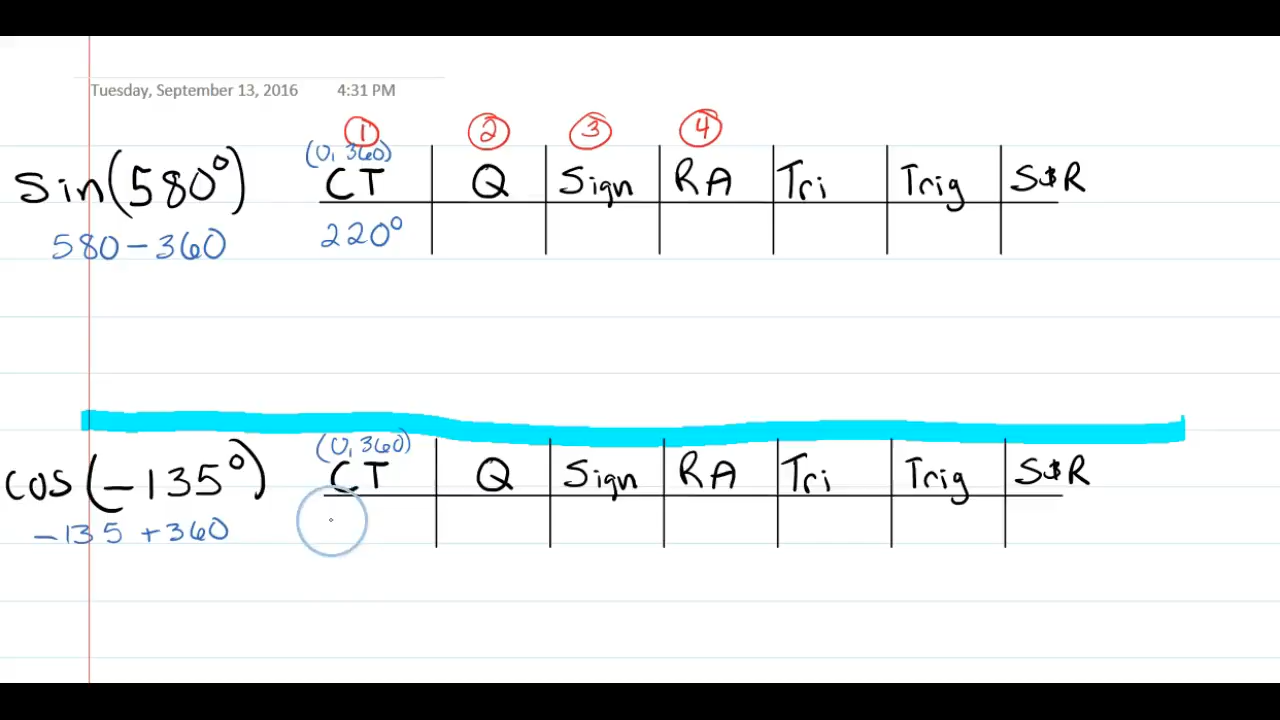 Tuesday, September 13, 2016 4:31 PM
1 2 3 4
(0, 360)
sin(580°) CT Q Sign RA Tri Trig S&R
580 - 360 220°
(0, 360)
cos(-135°) CT Q Sign RA Tri Trig S&R
-135 + 360